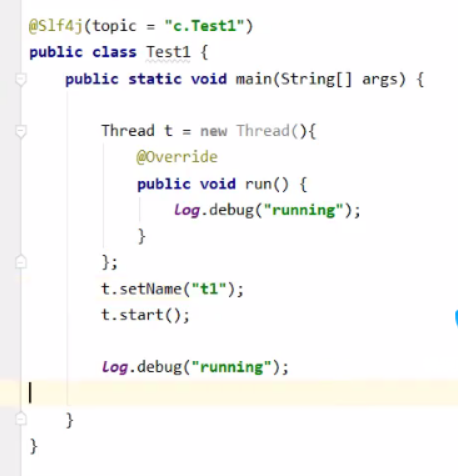 @Slf4j(topic = "c.Test1")
public class Test1 {
    public static void main(String[] args) {
        Thread t = new Thread(){
            @Override
            public void run() {
                log.debug("running");
            }
        };
        t.setName("t1");
        t.start();
        log.debug("running");
    }
}